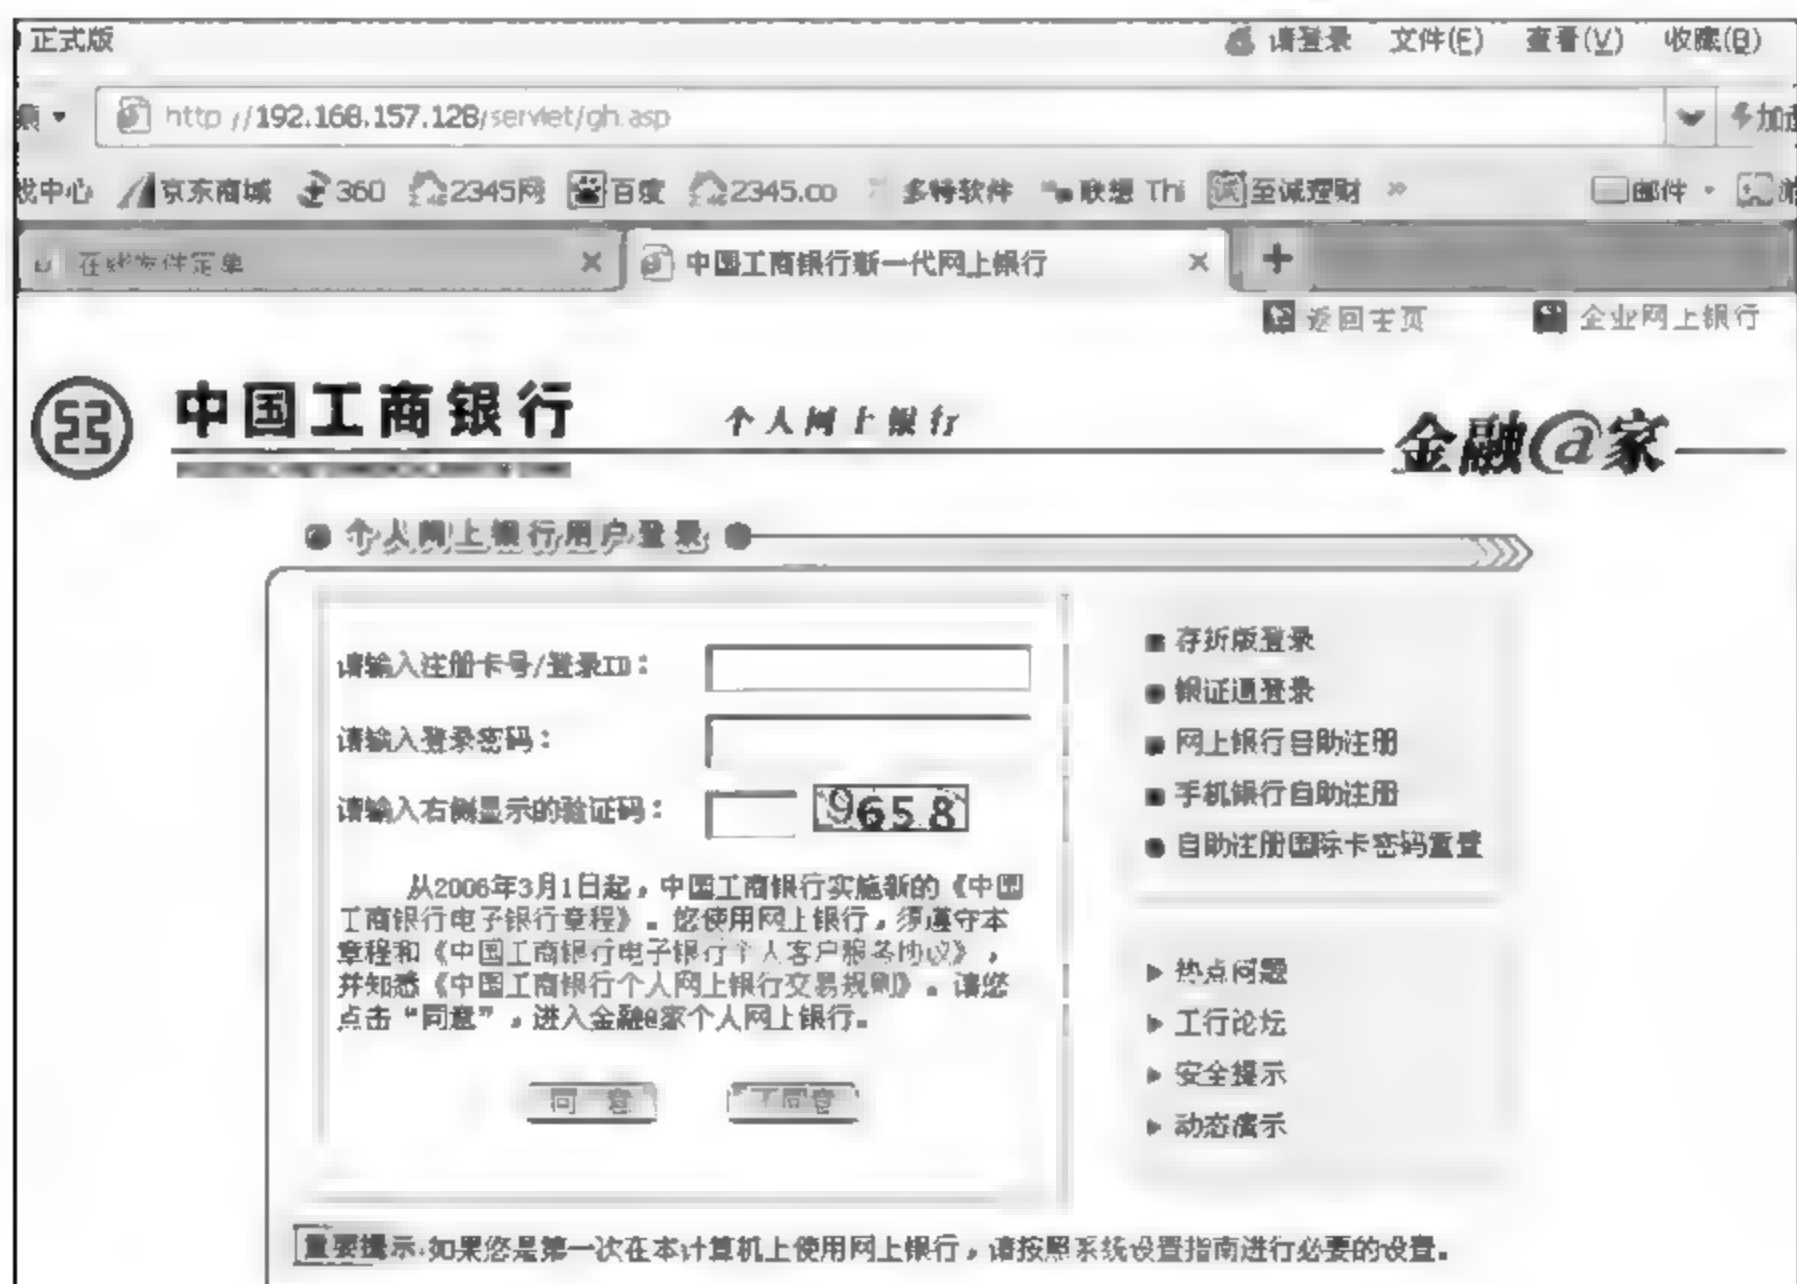 正式版 请登录 文件(F) 查看(V) 收藏(B)
http://192.168.157.128/servlet/gh.asp 加速
戏中心 京东商城 360 2345网 百度 2345.co 多特软件 联想 Thi 至诚理财 » 邮件 游
在线发件定单 中国工商银行新一代网上银行
返回主页 企业网上银行
中国工商银行 个人网上银行 金融@家
个人网上银行用户登录
请输入注册卡号/登录ID：
请输入登录密码：
请输入右侧显示的验证码： 9658
从2006年3月1日起，中国工商银行实施新的《中国
工商银行电子银行章程》。您使用网上银行，须遵守本
章程和《中国工商银行电子银行个人客户服务协议》，
并知悉《中国工商银行个人网上银行交易规则》。请您
点击“同意”，进入金融@家个人网上银行。
同 意 不同意
存折版登录
银证通登录
网上银行自助注册
手机银行自助注册
自助注册国际卡密码重置
热点问题
工行论坛
安全提示
动态演示
重要提示:如果您是第一次在本计算机上使用网上银行，请按照系统设置指南进行必要的设置。